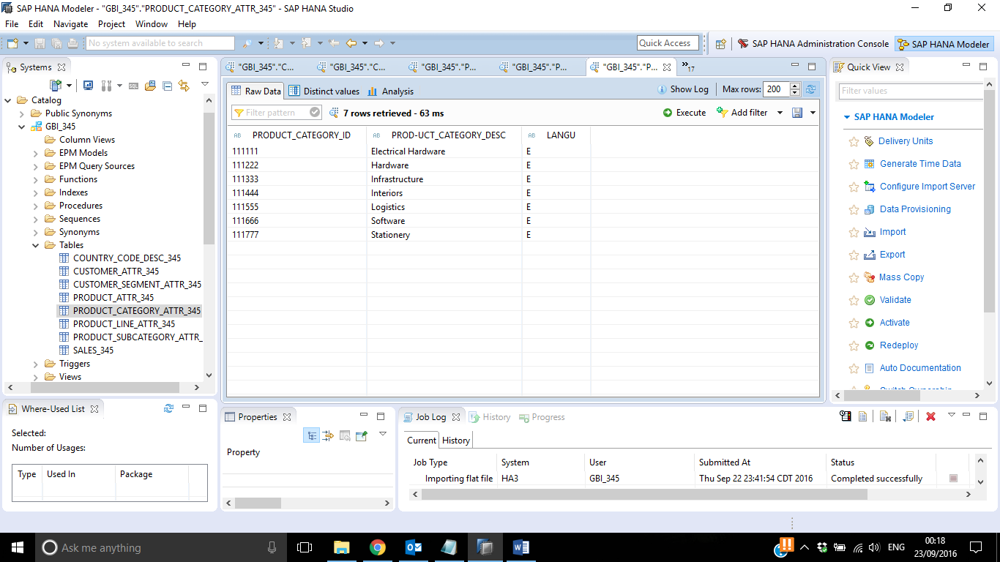 SAP HANA Modeler - "GBI_345"."PRODUCT_CATEGORY_ATTR_345" - SAP HANA Studio
File Edit Navigate Project Window Help
No system available to search
Quick Access
SAP HANA Administration Console
SAP HANA Modeler
Systems
Catalog
Public Synonyms
GBI_345
Column Views
EPM Models
EPM Query Sources
Functions
Indexes
Procedures
Sequences
Synonyms
Tables
COUNTRY_CODE_DESC_345
CUSTOMER_ATTR_345
CUSTOMER_SEGMENT_ATTR_345
PRODUCT_ATTR_345
PRODUCT_CATEGORY_ATTR_345
PRODUCT_LINE_ATTR_345
PRODUCT_SUBCATEGORY_ATTR_
SALES_345
Triggers
Views
"GBI_345"."C... "GBI_345"."C... "GBI_345"."P... "GBI_345"."P... "GBI_345"."P... »17
Raw Data Distinct values Analysis
Show Log Max rows: 200
Filter pattern 7 rows retrieved - 63 ms
Execute Add filter
AB PRODUCT_CATEGORY_ID AB PROD-UCT_CATEGORY_DESC AB LANGU
111111 Electrical Hardware E
111222 Hardware E
111333 Infrastructure E
111444 Interiors E
111555 Logistics E
111666 Software E
111777 Stationery E
Quick View
Filter values
SAP HANA Modeler
Delivery Units
Generate Time Data
Configure Import Server
Data Provisioning
Import
Export
Mass Copy
Validate
Activate
Redeploy
Auto Documentation
Switch Ownership
Where-Used List
Selected:
Number of Usages:
Type Used In Package
Properties
Property
Job Log History Progress
Current History
Job Type System User Submitted At Status
Importing flat file HA3 GBI_345 Thu Sep 22 23:41:54 CDT 2016 Completed successfully
Ask me anything
ENG
00:18
23/09/2016